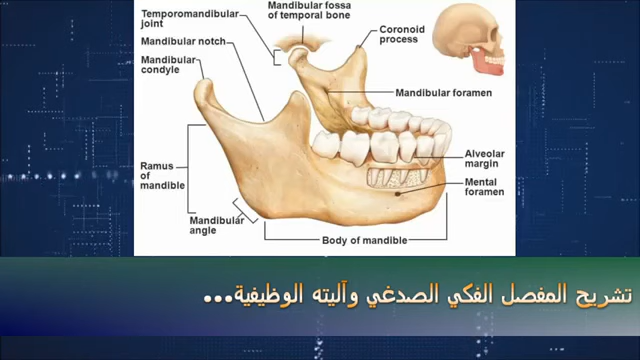 Mandibular fossa
of temporal bone
Temporomandibular
joint
Coronoid
process
Mandibular notch
Mandibular
condyle
Mandibular foramen
Alveolar
margin
Ramus
of
mandible
Mental
foramen
Mandibular
angle
Body of mandible
تشريح المفصل الفكي الصدغي وآليته الوظيفية...